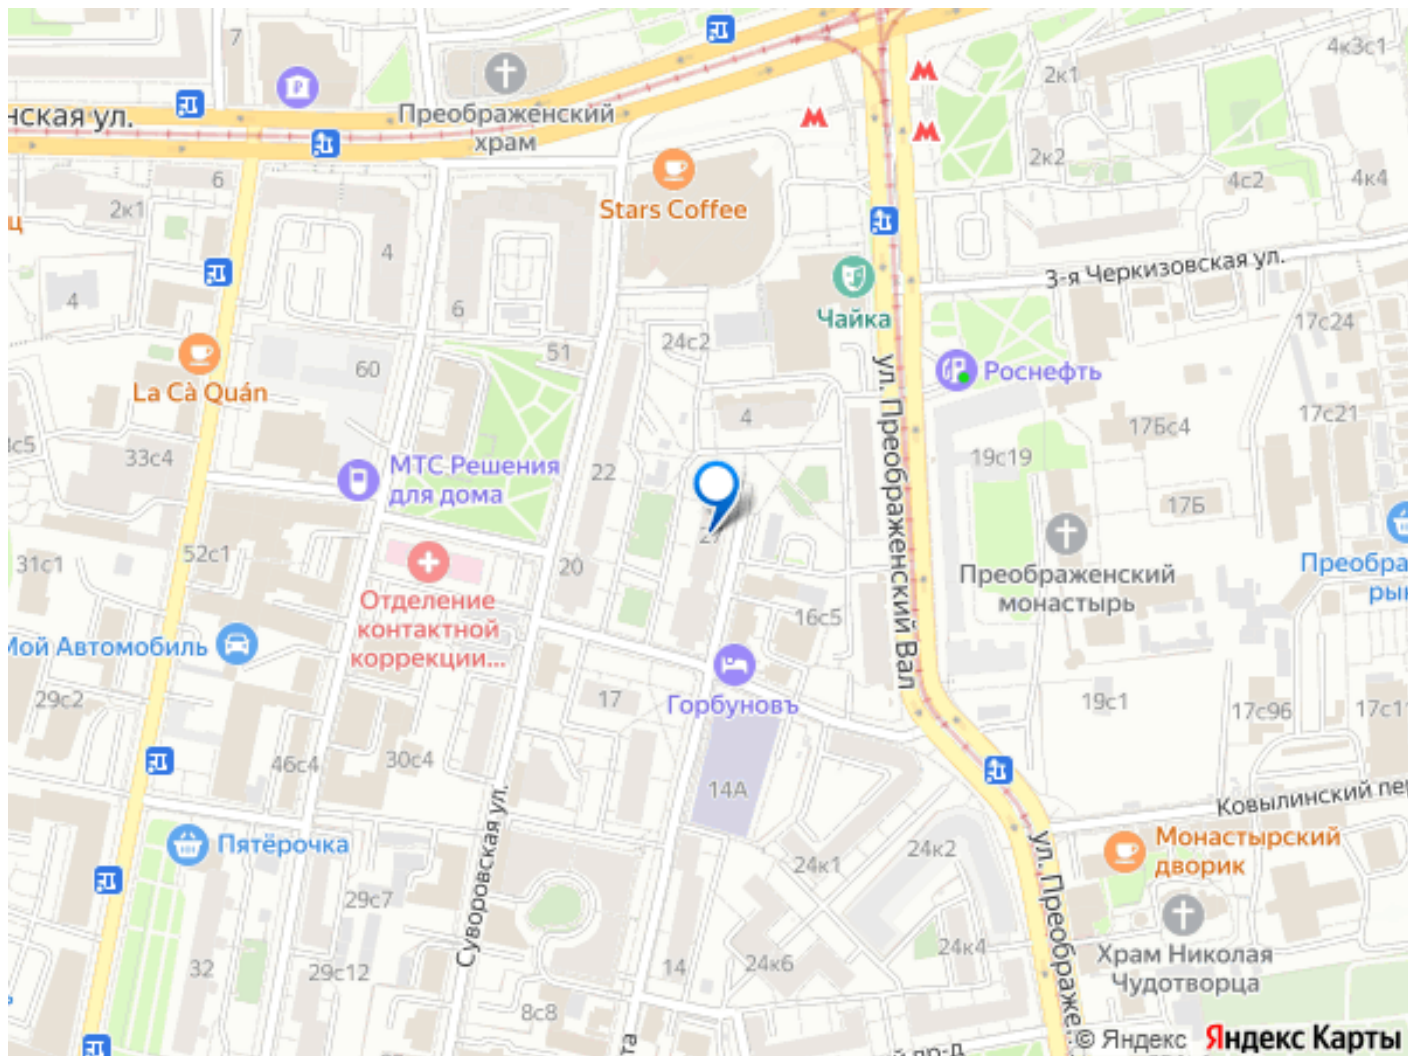 7
4к3с1
2к1
нская ул.
Преображенский
храм
2к2
4с2
4к4
6
2к1
Stars Coffee
ц
4
3-я Черкизовская ул.
4
6
Чайка
17с24
24с2
51
60
Роснефть
La Cà Quán
ул. Преображенский Вал
4
17с21
17Бс4
33с4
МТС Решения
для дома
22
19с19
17Б
52с1
31с1
20
Преображенский
монастырь
Преобра
рын
Отделение
контактной
коррекции...
16с5
Мой Автомобиль
29с2
17
Горбуновъ
19с1
17с96
46с4
30с4
14А
Суворовская ул.
Ковылинский пер
Пятёрочка
ул. Преображе
Монастырский
дворик
24к1
24к2
29с7
32
29с12
14
24к6
24к4
Храм Николая
Чудотворца
8с8
та
й пр-д
© Яндекс Яндекс Карты